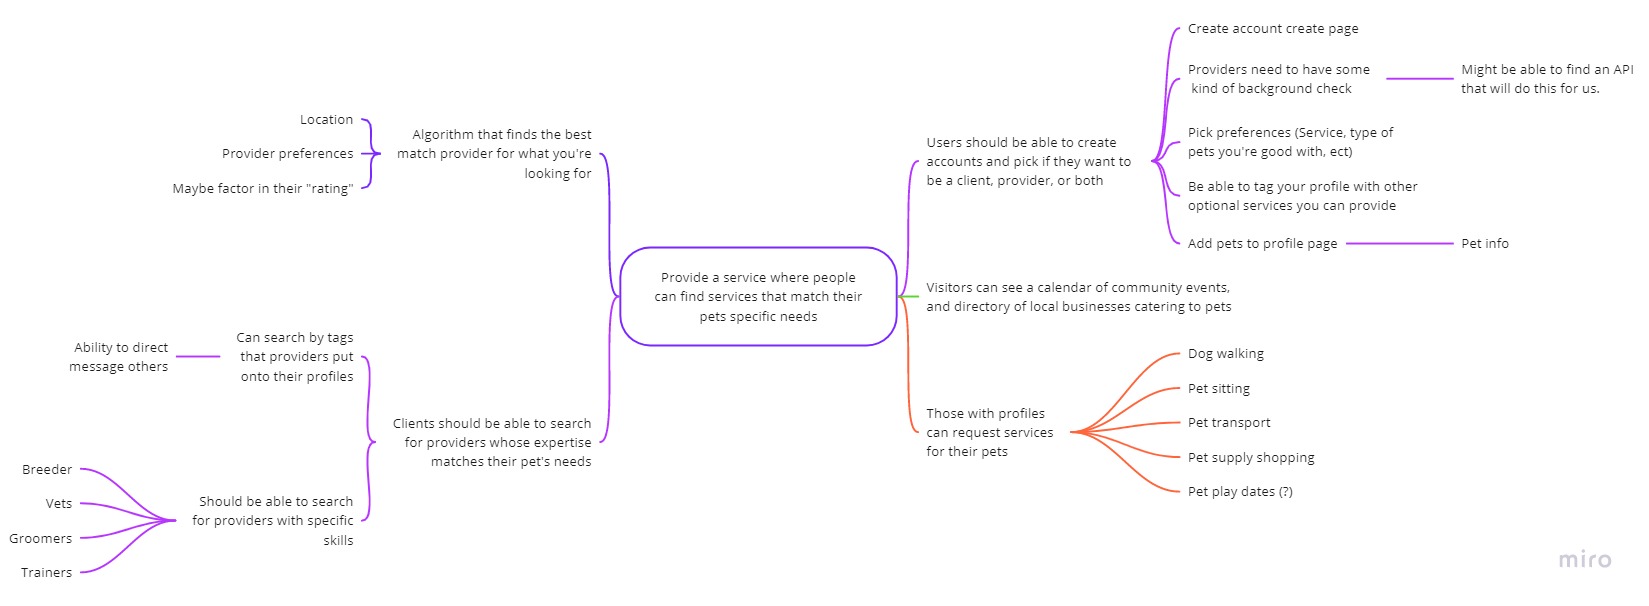 Provide a service where people
can find services that match their
pets specific needs
Algorithm that finds the best
match provider for what you're
looking for
Location
Provider preferences
Maybe factor in their "rating"
Clients should be able to search
for providers whose expertise
matches their pet's needs
Can search by tags
that providers put
onto their profiles
Ability to direct
message others
Should be able to search
for providers with specific
skills
Breeder
Vets
Groomers
Trainers
Users should be able to create
accounts and pick if they want to
be a client, provider, or both
Create account create page
Providers need to have some
kind of background check
Might be able to find an API
that will do this for us.
Pick preferences (Service, type of
pets you're good with, ect)
Be able to tag your profile with other
optional services you can provide
Add pets to profile page
Pet info
Visitors can see a calendar of community events,
and directory of local businesses catering to pets
Those with profiles
can request services
for their pets
Dog walking
Pet sitting
Pet transport
Pet supply shopping
Pet play dates (?)
miro